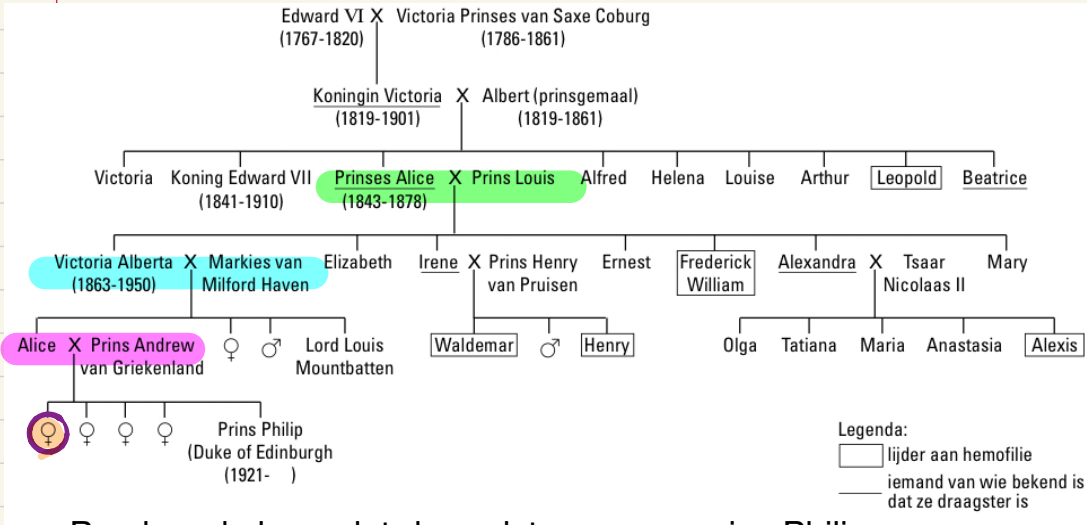 Edward VI X Victoria Prinses van Saxe Coburg
(1767-1820) (1786-1861)
Koningin Victoria X Albert (prinsgemaal)
(1819-1901) (1819-1861)
Victoria Koning Edward VII Prinses Alice X Prins Louis Alfred Helena Louise Arthur Leopold Beatrice
(1841-1910) (1843-1878)
Victoria Alberta X Markies van Elizabeth Irene X Prins Henry Ernest Frederick Alexandra X Tsaar Mary
(1863-1950) Milford Haven van Pruisen William Nicolaas II
Alice X Prins Andrew ♀ ♂ Lord Louis Waldemar ♂ Henry Olga Tatiana Maria Anastasia Alexis
van Griekenland Mountbatten
♀ ♀ ♀ ♀ Prins Philip
(Duke of Edinburgh
(1921- )
Legenda:
lijder aan hemofilie
iemand van wie bekend is
dat ze draagster is